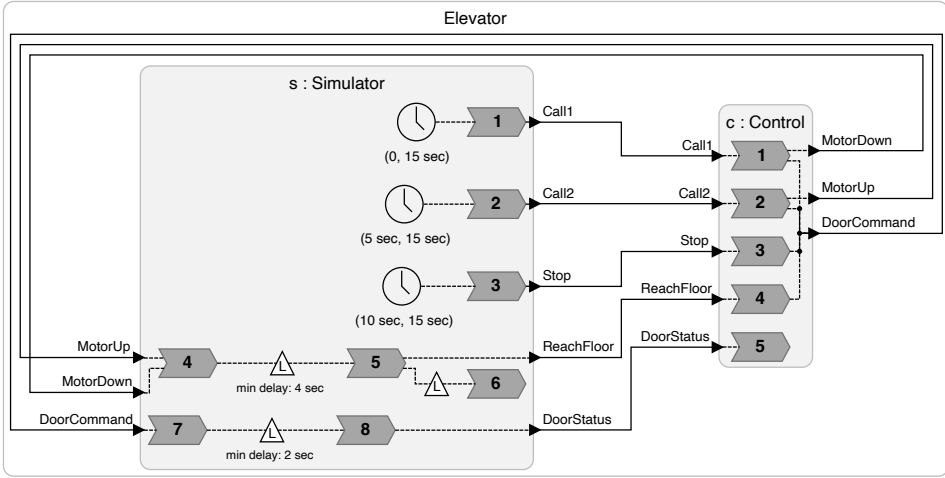 Elevator
s : Simulator
1
Call1
(0, 15 sec)
2
Call2
(5 sec, 15 sec)
3
Stop
(10 sec, 15 sec)
MotorUp
4
L
min delay: 4 sec
5
ReachFloor
MotorDown
L
6
DoorCommand
7
L
min delay: 2 sec
8
DoorStatus
c : Control
Call1
1
MotorDown
Call2
2
MotorUp
DoorCommand
Stop
3
ReachFloor
4
DoorStatus
5